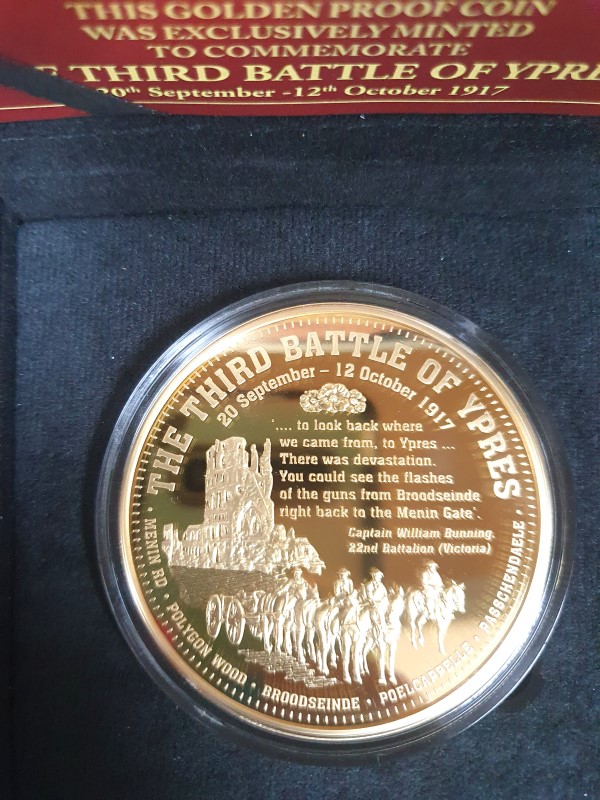 THIS GOLDEN PROOF COIN
WAS EXCLUSIVELY MINTED
TO COMMEMORATE
THIRD BATTLE OF
20th September -12th October 1917
THE THIRD BATTLE OF YPRES
20 September – 12 October 1917
'.... to look back where
we came from, to Ypres ...
There was devastation.
You could see the flashes
of the guns from Broodseinde
right back to the Menin Gate'.
Captain William Bunning.
22nd Battalion (Victoria)
• MENIN RD • POLYGON WOOD • BROODSEINDE • POELCAPPELLE • PASSCHENDAELE •